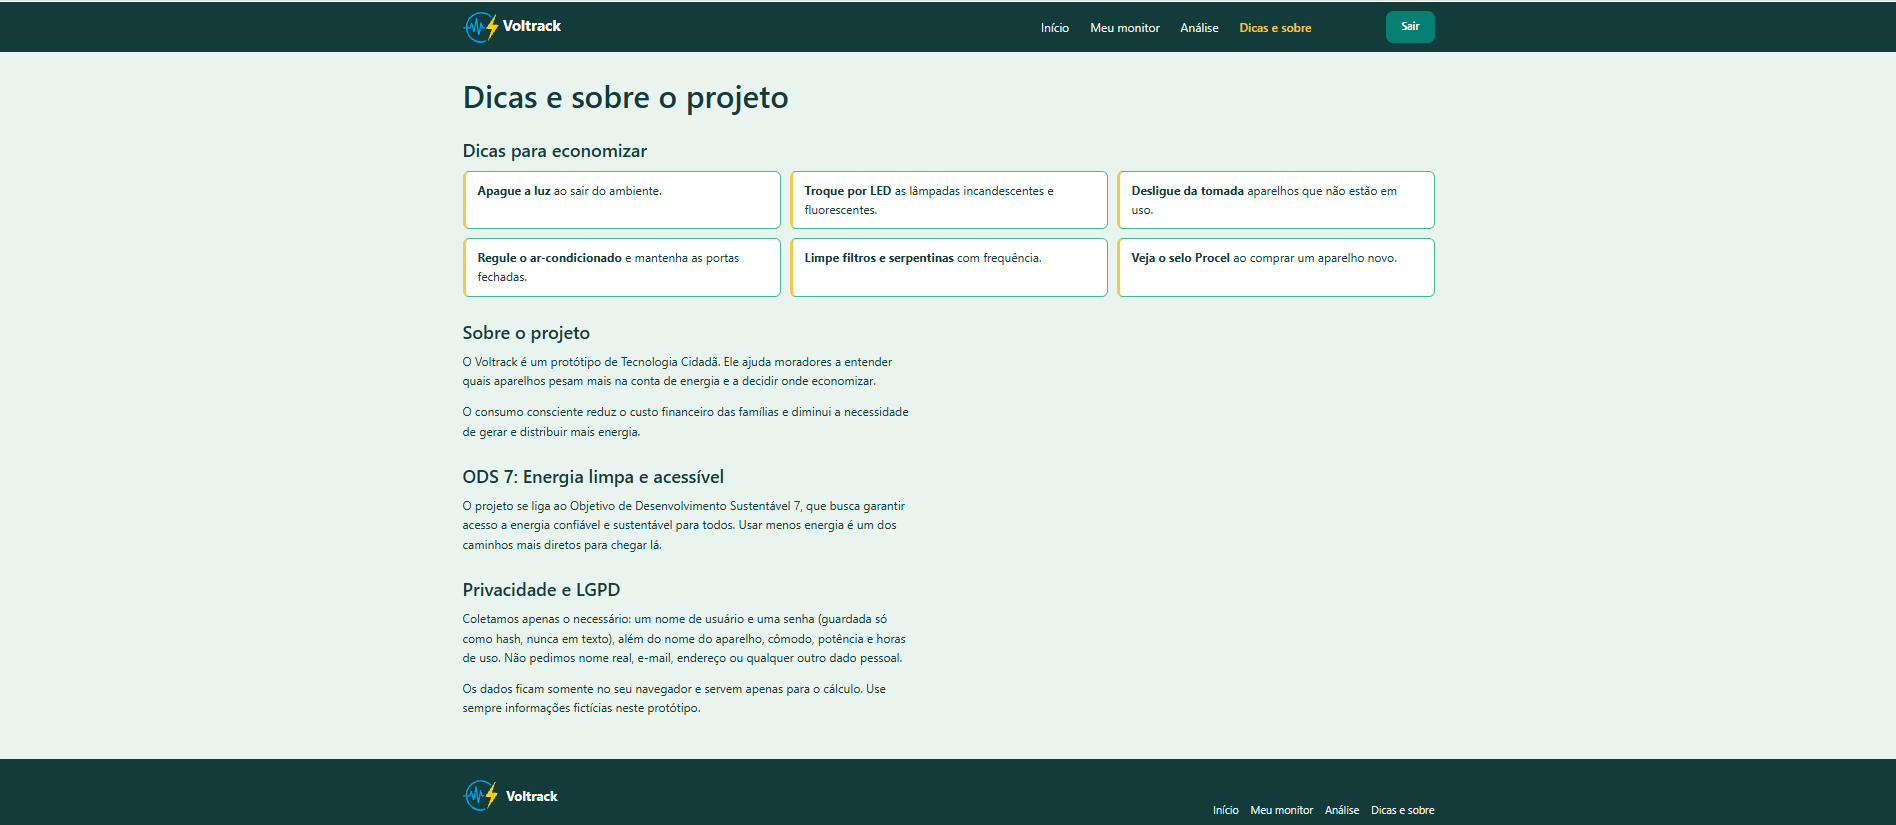 Voltrack
Início Meu monitor Análise Dicas e sobre Sair
Dicas e sobre o projeto
Dicas para economizar
Apague a luz ao sair do ambiente.
Troque por LED as lâmpadas incandescentes e
fluorescentes.
Desligue da tomada aparelhos que não estão em
uso.
Regule o ar-condicionado e mantenha as portas
fechadas.
Limpe filtros e serpentinas com frequência.
Veja o selo Procel ao comprar um aparelho novo.
Sobre o projeto
O Voltrack é um protótipo de Tecnologia Cidadã. Ele ajuda moradores a entender
quais aparelhos pesam mais na conta de energia e a decidir onde economizar.
O consumo consciente reduz o custo financeiro das famílias e diminui a necessidade
de gerar e distribuir mais energia.
ODS 7: Energia limpa e acessível
O projeto se liga ao Objetivo de Desenvolvimento Sustentável 7, que busca garantir
acesso a energia confiável e sustentável para todos. Usar menos energia é um dos
caminhos mais diretos para chegar lá.
Privacidade e LGPD
Coletamos apenas o necessário: um nome de usuário e uma senha (guardada só
como hash, nunca em texto), além do nome do aparelho, cômodo, potência e horas
de uso. Não pedimos nome real, e-mail, endereço ou qualquer outro dado pessoal.
Os dados ficam somente no seu navegador e servem apenas para o cálculo. Use
sempre informações fictícias neste protótipo.
Voltrack
Início Meu monitor Análise Dicas e sobre